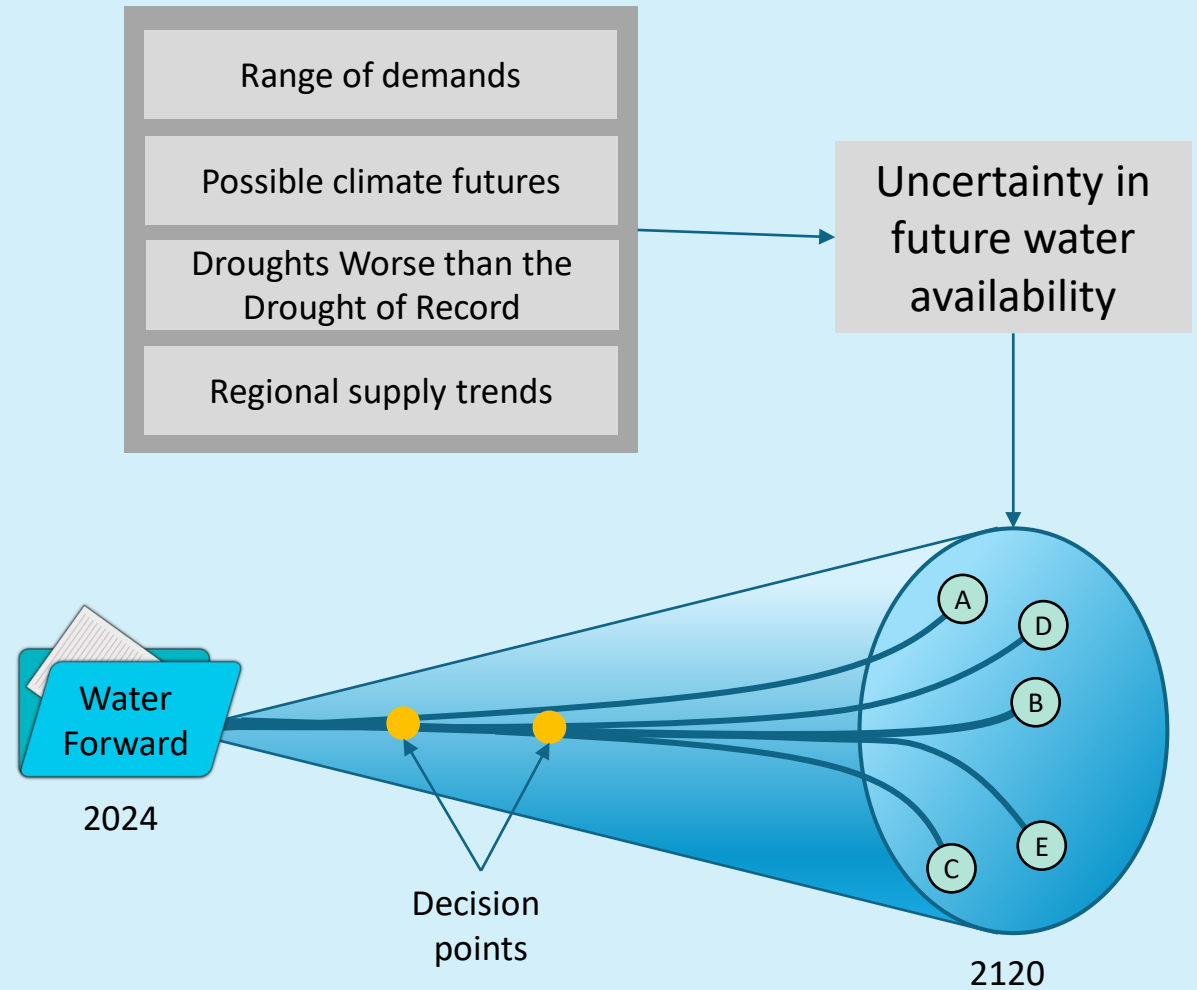 Range of demands
Possible climate futures
Droughts Worse than the
Drought of Record
Regional supply trends
Uncertainty in
future water
availability
A
D
B
E
C
Water
Forward
2024
Decision
points
2120